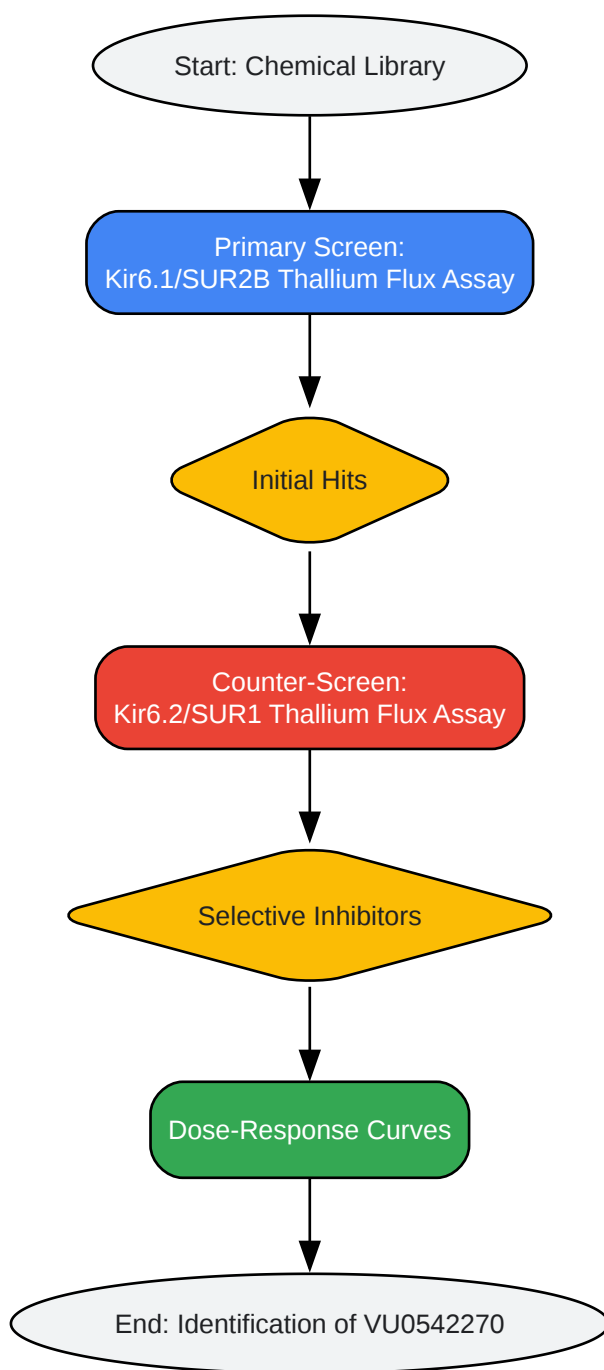 Start: Chemical Library
Primary Screen:
Kir6.1/SUR2B Thallium Flux Assay
Initial Hits
Counter-Screen:
Kir6.2/SUR1 Thallium Flux Assay
Selective Inhibitors
Dose-Response Curves
End: Identification of VU0542270